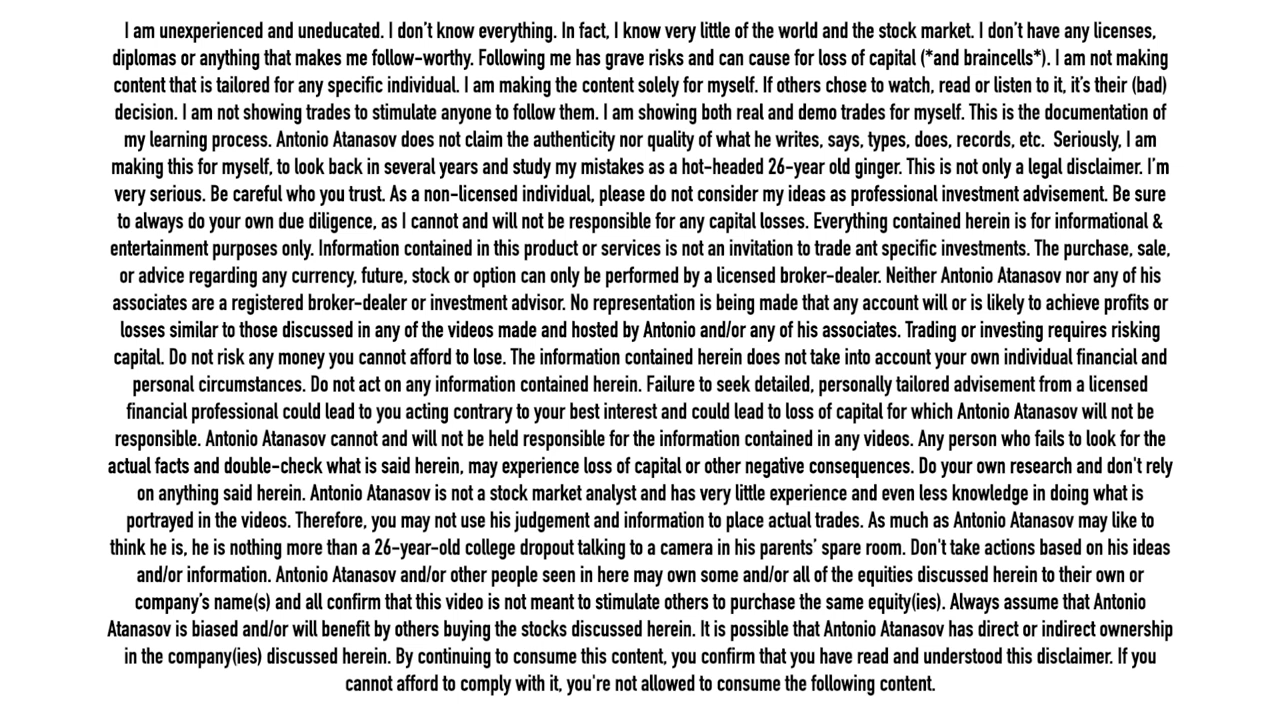 I am unexperienced and uneducated. I don’t know everything. In fact, I know very little of the world and the stock market. I don’t have any licenses,
diplomas or anything that makes me follow-worthy. Following me has grave risks and can cause for loss of capital (*and braincells*). I am not making
content that is tailored for any specific individual. I am making the content solely for myself. If others chose to watch, read or listen to it, it’s their (bad)
decision. I am not showing trades to stimulate anyone to follow them. I am showing both real and demo trades for myself. This is the documentation of
my learning process. Antonio Atanasov does not claim the authenticity nor quality of what he writes, says, types, does, records, etc.  Seriously, I am
making this for myself, to look back in several years and study my mistakes as a hot-headed 26-year old ginger. This is not only a legal disclaimer. I’m
very serious. Be careful who you trust. As a non-licensed individual, please do not consider my ideas as professional investment advisement. Be sure
to always do your own due diligence, as I cannot and will not be responsible for any capital losses. Everything contained herein is for informational &
entertainment purposes only. Information contained in this product or services is not an invitation to trade ant specific investments. The purchase, sale,
or advice regarding any currency, future, stock or option can only be performed by a licensed broker-dealer. Neither Antonio Atanasov nor any of his
associates are a registered broker-dealer or investment advisor. No representation is being made that any account will or is likely to achieve profits or
losses similar to those discussed in any of the videos made and hosted by Antonio and/or any of his associates. Trading or investing requires risking
capital. Do not risk any money you cannot afford to lose. The information contained herein does not take into account your own individual financial and
personal circumstances. Do not act on any information contained herein. Failure to seek detailed, personally tailored advisement from a licensed
financial professional could lead to you acting contrary to your best interest and could lead to loss of capital for which Antonio Atanasov will not be
responsible. Antonio Atanasov cannot and will not be held responsible for the information contained in any videos. Any person who fails to look for the
actual facts and double-check what is said herein, may experience loss of capital or other negative consequences. Do your own research and don't rely
on anything said herein. Antonio Atanasov is not a stock market analyst and has very little experience and even less knowledge in doing what is
portrayed in the videos. Therefore, you may not use his judgement and information to place actual trades. As much as Antonio Atanasov may like to
think he is, he is nothing more than a 26-year-old college dropout talking to a camera in his parents’ spare room. Don't take actions based on his ideas
and/or information. Antonio Atanasov and/or other people seen in here may own some and/or all of the equities discussed herein to their own or
company’s name(s) and all confirm that this video is not meant to stimulate others to purchase the same equity(ies). Always assume that Antonio
Atanasov is biased and/or will benefit by others buying the stocks discussed herein. It is possible that Antonio Atanasov has direct or indirect ownership
in the company(ies) discussed herein. By continuing to consume this content, you confirm that you have read and understood this disclaimer. If you
cannot afford to comply with it, you're not allowed to consume the following content.